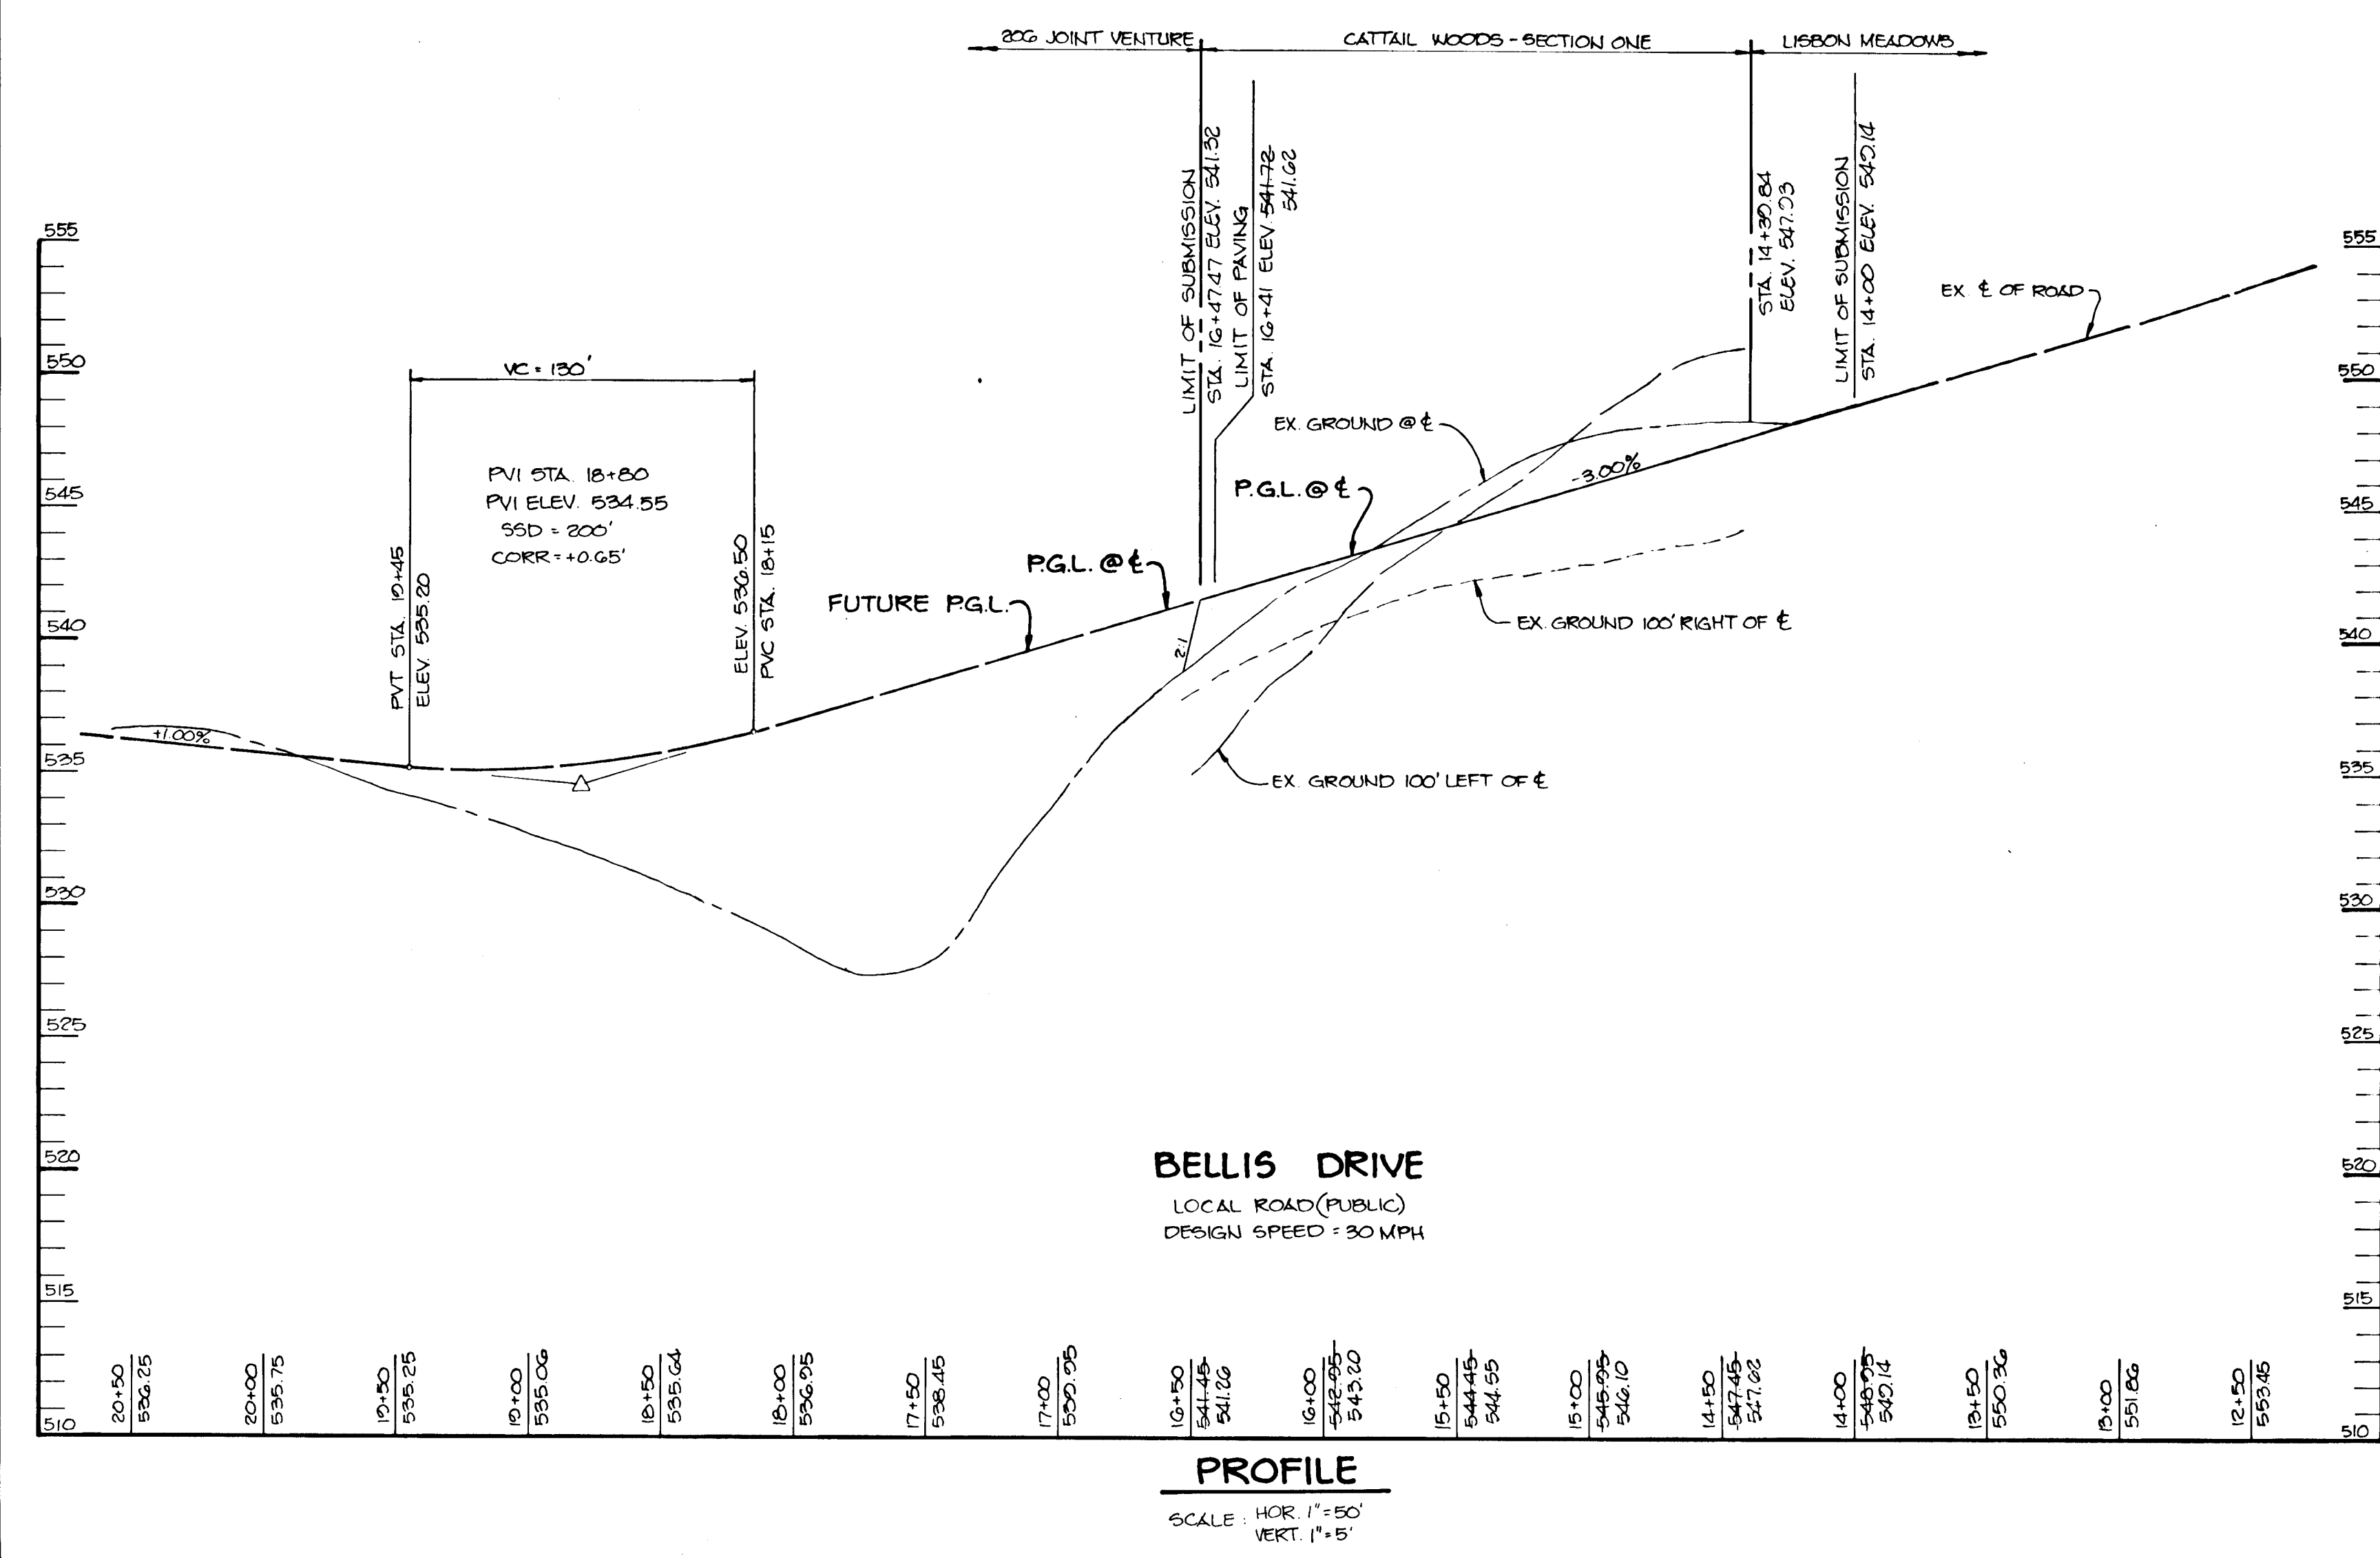 206 JOINT VENTURE
CATTAIL WOODS - SECTION ONE
LISBON MEADOWS
LIMIT OF SUBMISSION
STA. 16+47.47 ELEV. 541.32
LIMIT OF PAVING
STA. 16+41 ELEV. 541.72
541.62
STA. 14+39.84
ELEV. 547.93
LIMIT OF SUBMISSION
STA. 14+00 ELEV. 549.14
555
550
545
540
535
530
525
520
515
510
555
550
545
540
535
530
525
520
515
510
EX. ℄ OF ROAD
VC = 130'
PVI STA. 18+80
PVI ELEV. 534.55
SSD = 200'
CORR = +0.65'
PVT STA. 19+45
ELEV. 535.20
ELEV. 536.50
PVC STA. 18+15
EX. GROUND @ ℄
-3.00%
P.G.L. @ ℄
P.G.L. @ ℄
FUTURE P.G.L.
2:1
EX. GROUND 100' RIGHT OF ℄
+1.00%
EX. GROUND 100' LEFT OF ℄
BELLIS DRIVE
LOCAL ROAD (PUBLIC)
DESIGN SPEED = 30 MPH
20+50
536.25
20+00
535.75
19+50
535.25
19+00
535.06
18+50
535.64
18+00
536.95
17+50
538.45
17+00
539.95
16+50
541.45
541.26
16+00
542.95
543.20
15+50
544.45
544.55
15+00
545.95
546.10
14+50
547.45
547.62
14+00
548.95
549.14
13+50
550.36
13+00
551.86
12+50
553.45
PROFILE
SCALE : HOR. 1" = 50'
VERT. 1" = 5'